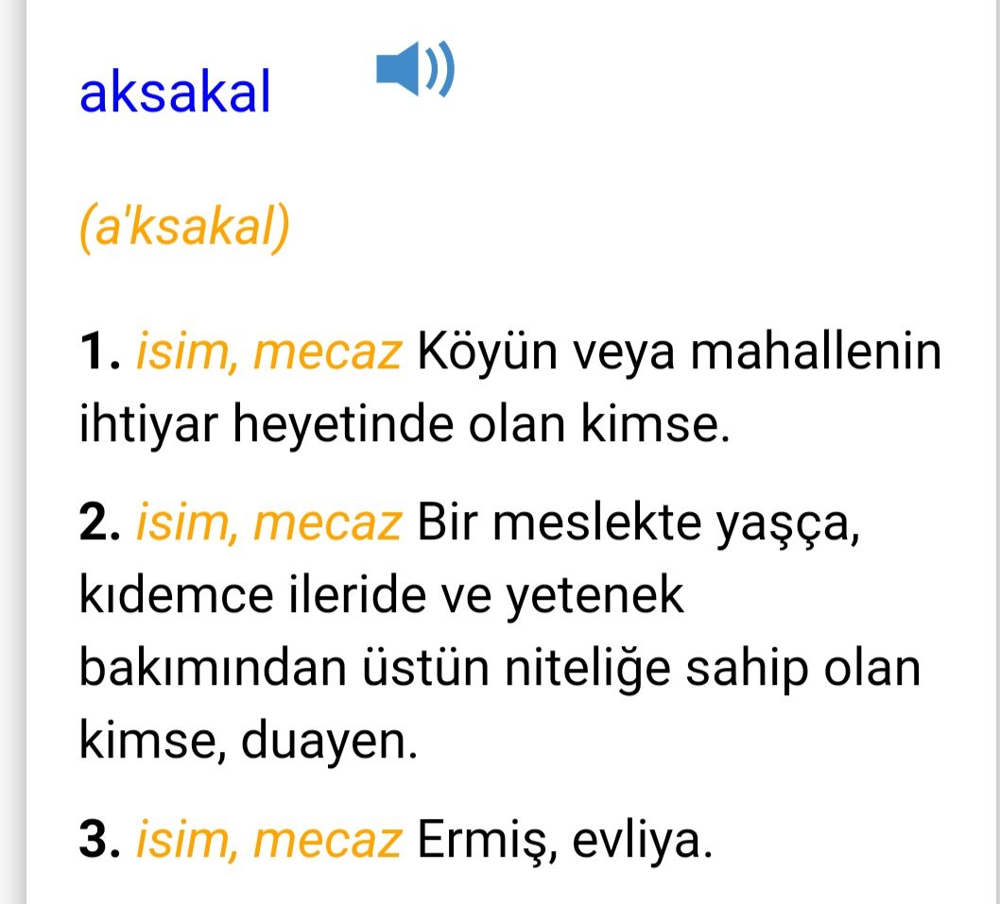 aksakal
(a'ksakal)
1. isim, mecaz Köyün veya mahallenin
ihtiyar heyetinde olan kimse.
2. isim, mecaz Bir meslekte yaşça,
kıdemce ileride ve yetenek
bakımından üstün niteliğe sahip olan
kimse, duayen.
3. isim, mecaz Ermiş, evliya.